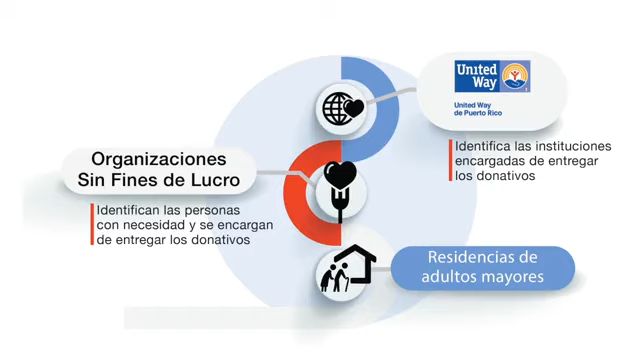 United
Way
United Way
de Puerto Rico
Identifica las instituciones
encargadas de entregar
los donativos
Organizaciones
Sin Fines de Lucro
Identifican las personas
con necesidad y se encargan
de entregar los donativos
Residencias de
adultos mayores